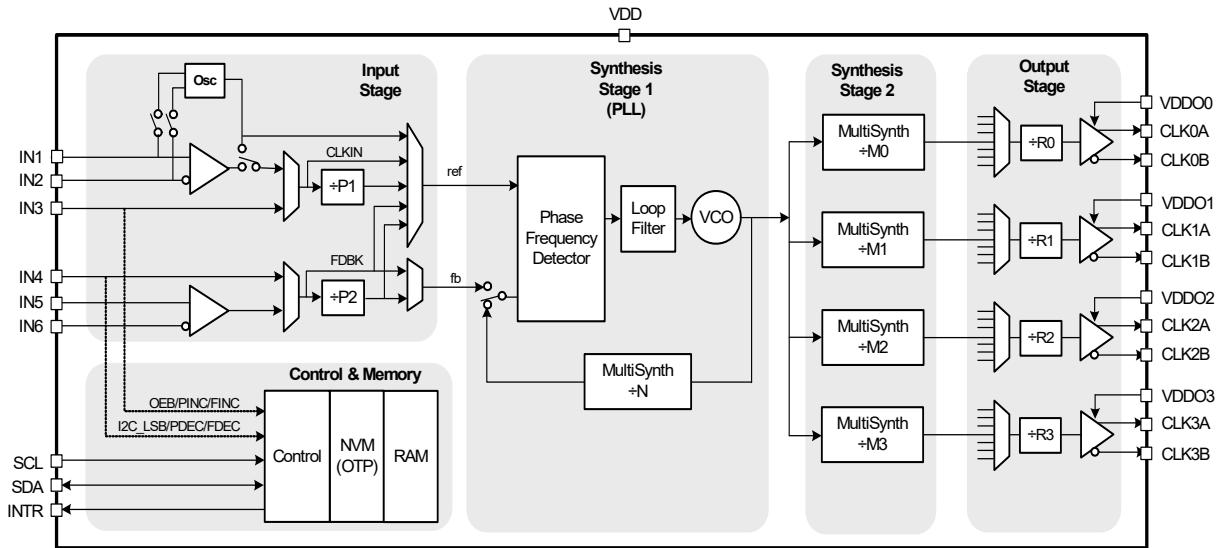 VDD
Input
Stage
Osc
IN1
IN2
IN3
CLKIN
÷P1
ref
IN4
IN5
IN6
FDBK
÷P2
fb
Synthesis
Stage 1
(PLL)
Phase
Frequency
Detector
Loop
Filter
VCO
MultiSynth
÷N
Synthesis
Stage 2
MultiSynth
÷M0
MultiSynth
÷M1
MultiSynth
÷M2
MultiSynth
÷M3
Output
Stage
÷R0
÷R1
÷R2
÷R3
VDDO0
CLK0A
CLK0B
VDDO1
CLK1A
CLK1B
VDDO2
CLK2A
CLK2B
VDDO3
CLK3A
CLK3B
Control & Memory
OEB/PINC/FINC
I2C_LSB/PDEC/FDEC
Control
NVM
(OTP)
RAM
SCL
SDA
INTR